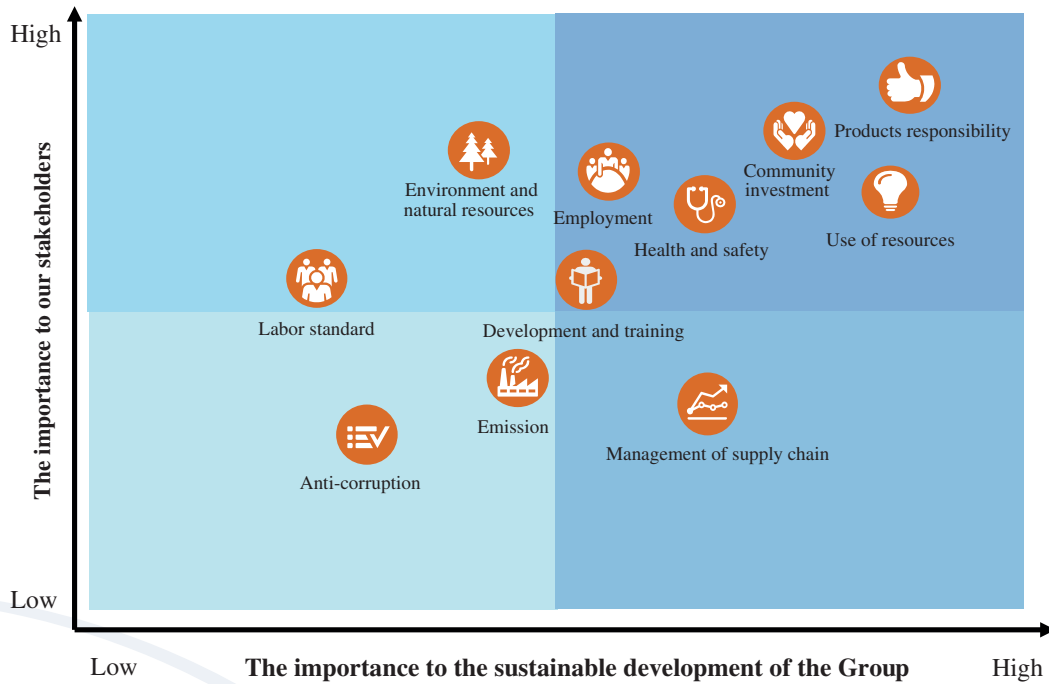 High
Products responsibility
Community
investment
Environment and
natural resources
Employment
Use of resources
Health and safety
Labor standard
Development and training
Emission
Management of supply chain
Anti-corruption
The importance to our stakeholders
Low
Low
The importance to the sustainable development of the Group
High